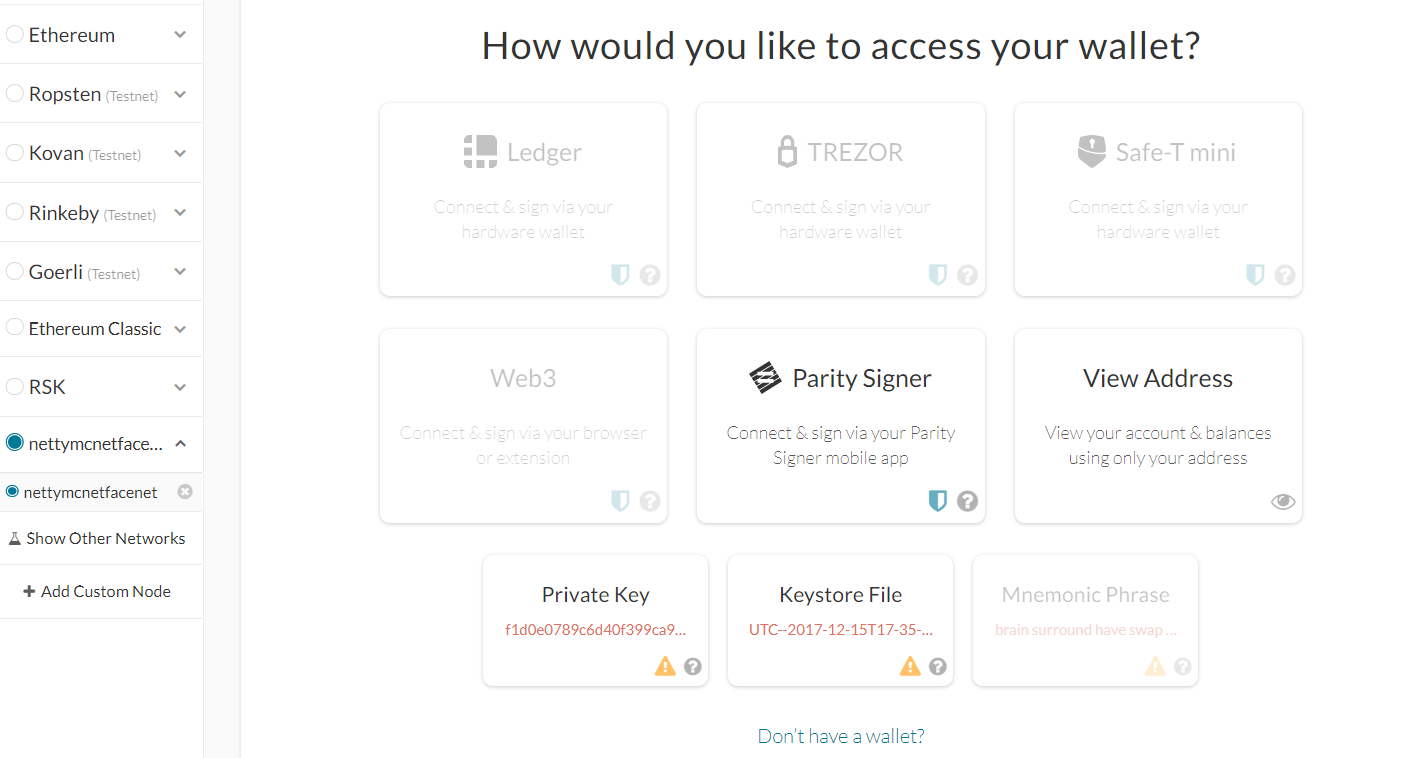 Ethereum
Ropsten (Testnet)
Kovan (Testnet)
Rinkeby (Testnet)
Goerli (Testnet)
Ethereum Classic
RSK
nettymcnetface...
nettymcnetfacenet
Show Other Networks
Add Custom Node
How would you like to access your wallet?
Ledger
Connect & sign via your
hardware wallet
TREZOR
Connect & sign via your
hardware wallet
Safe-T mini
Connect & sign via your
hardware wallet
Web3
Connect & sign via your browser
or extension
Parity Signer
Connect & sign via your Parity
Signer mobile app
View Address
View your account & balances
using only your address
Private Key
f1d0e0789c6d40f399ca9...
Keystore File
UTC--2017-12-15T17-35-...
Mnemonic Phrase
brain surround have swap ...
Don't have a wallet?